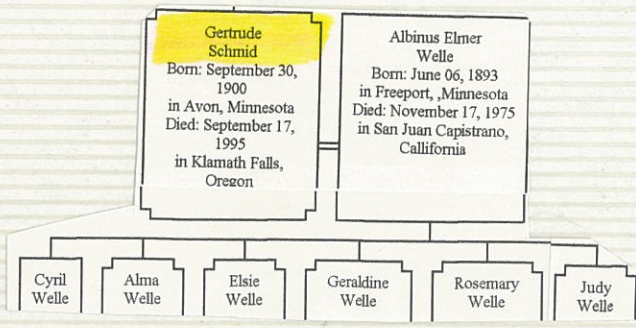 Gertrude
Schmid
Born: September 30,
1900
in Avon, Minnesota
Died: September 17,
1995
in Klamath Falls,
Oregon
Albinus Elmer
Welle
Born: June 06, 1893
in Freeport, ,Minnesota
Died: November 17, 1975
in San Juan Capistrano,
Callifornia
Cyril
Welle
Alma
Welle
Elsie
Welle
Geraldine
Welle
Rosemary
Welle
Judy
Welle